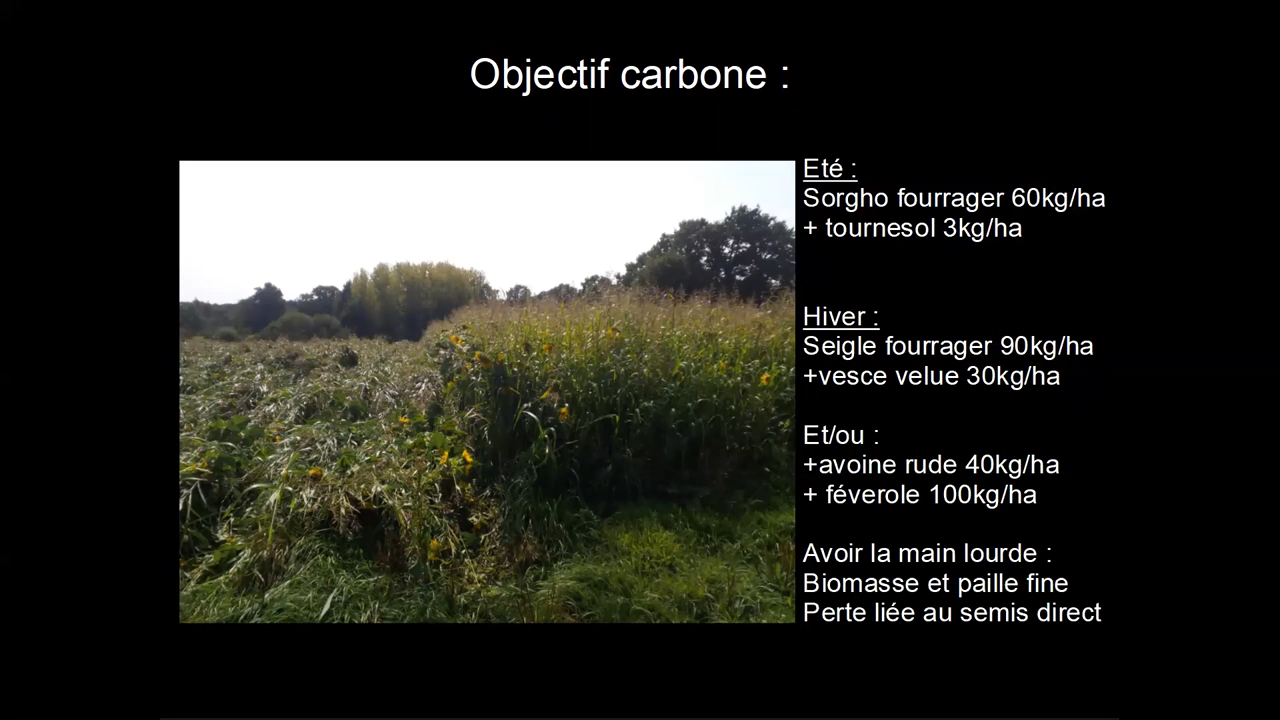 Objectif carbone :
Eté :
Sorgho fourrager 60kg/ha
+ tournesol 3kg/ha
Hiver :
Seigle fourrager 90kg/ha
+vesce velue 30kg/ha
Et/ou :
+avoine rude 40kg/ha
+ féverole 100kg/ha
Avoir la main lourde :
Biomasse et paille fine
Perte liée au semis direct